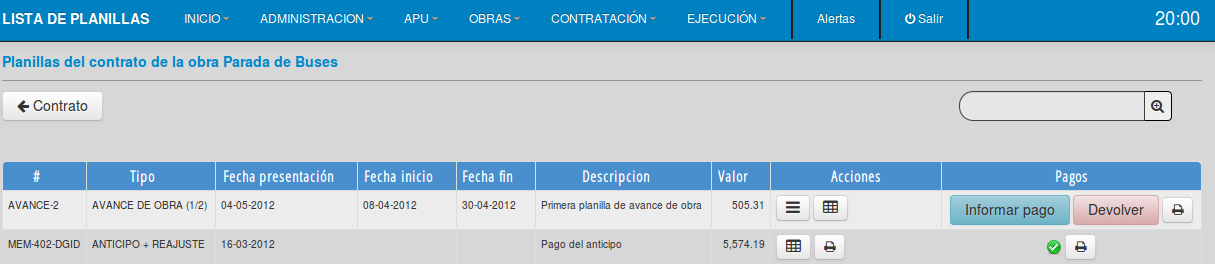 LISTA DE PLANILLAS INICIO ADMINISTRACION APU OBRAS CONTRATACIÓN EJECUCIÓN Alertas Salir 20:00
Planillas del contrato de la obra Parada de Buses
Contrato
# Tipo Fecha presentación Fecha inicio Fecha fin Descripcion Valor Acciones Pagos
AVANCE-2 AVANCE DE OBRA (1/2) 04-05-2012 08-04-2012 30-04-2012 Primera planilla de avance de obra 505.31 Informar pago Devolver
MEM-402-DGID ANTICIPO + REAJUSTE 16-03-2012 Pago del anticipo 5,574.19